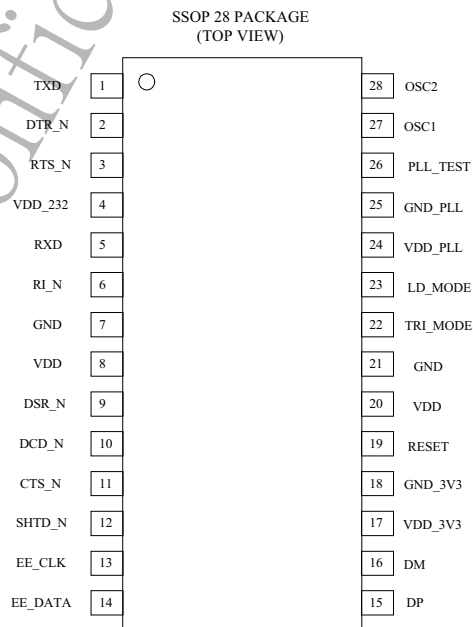 SSOP 28 PACKAGE
(TOP VIEW)
TXD 1 28 OSC2
DTR_N 2 27 OSC1
RTS_N 3 26 PLL_TEST
VDD_232 4 25 GND_PLL
RXD 5 24 VDD_PLL
RI_N 6 23 LD_MODE
GND 7 22 TRI_MODE
VDD 8 21 GND
DSR_N 9 20 VDD
DCD_N 10 19 RESET
CTS_N 11 18 GND_3V3
SHTD_N 12 17 VDD_3V3
EE_CLK 13 16 DM
EE_DATA 14 15 DP